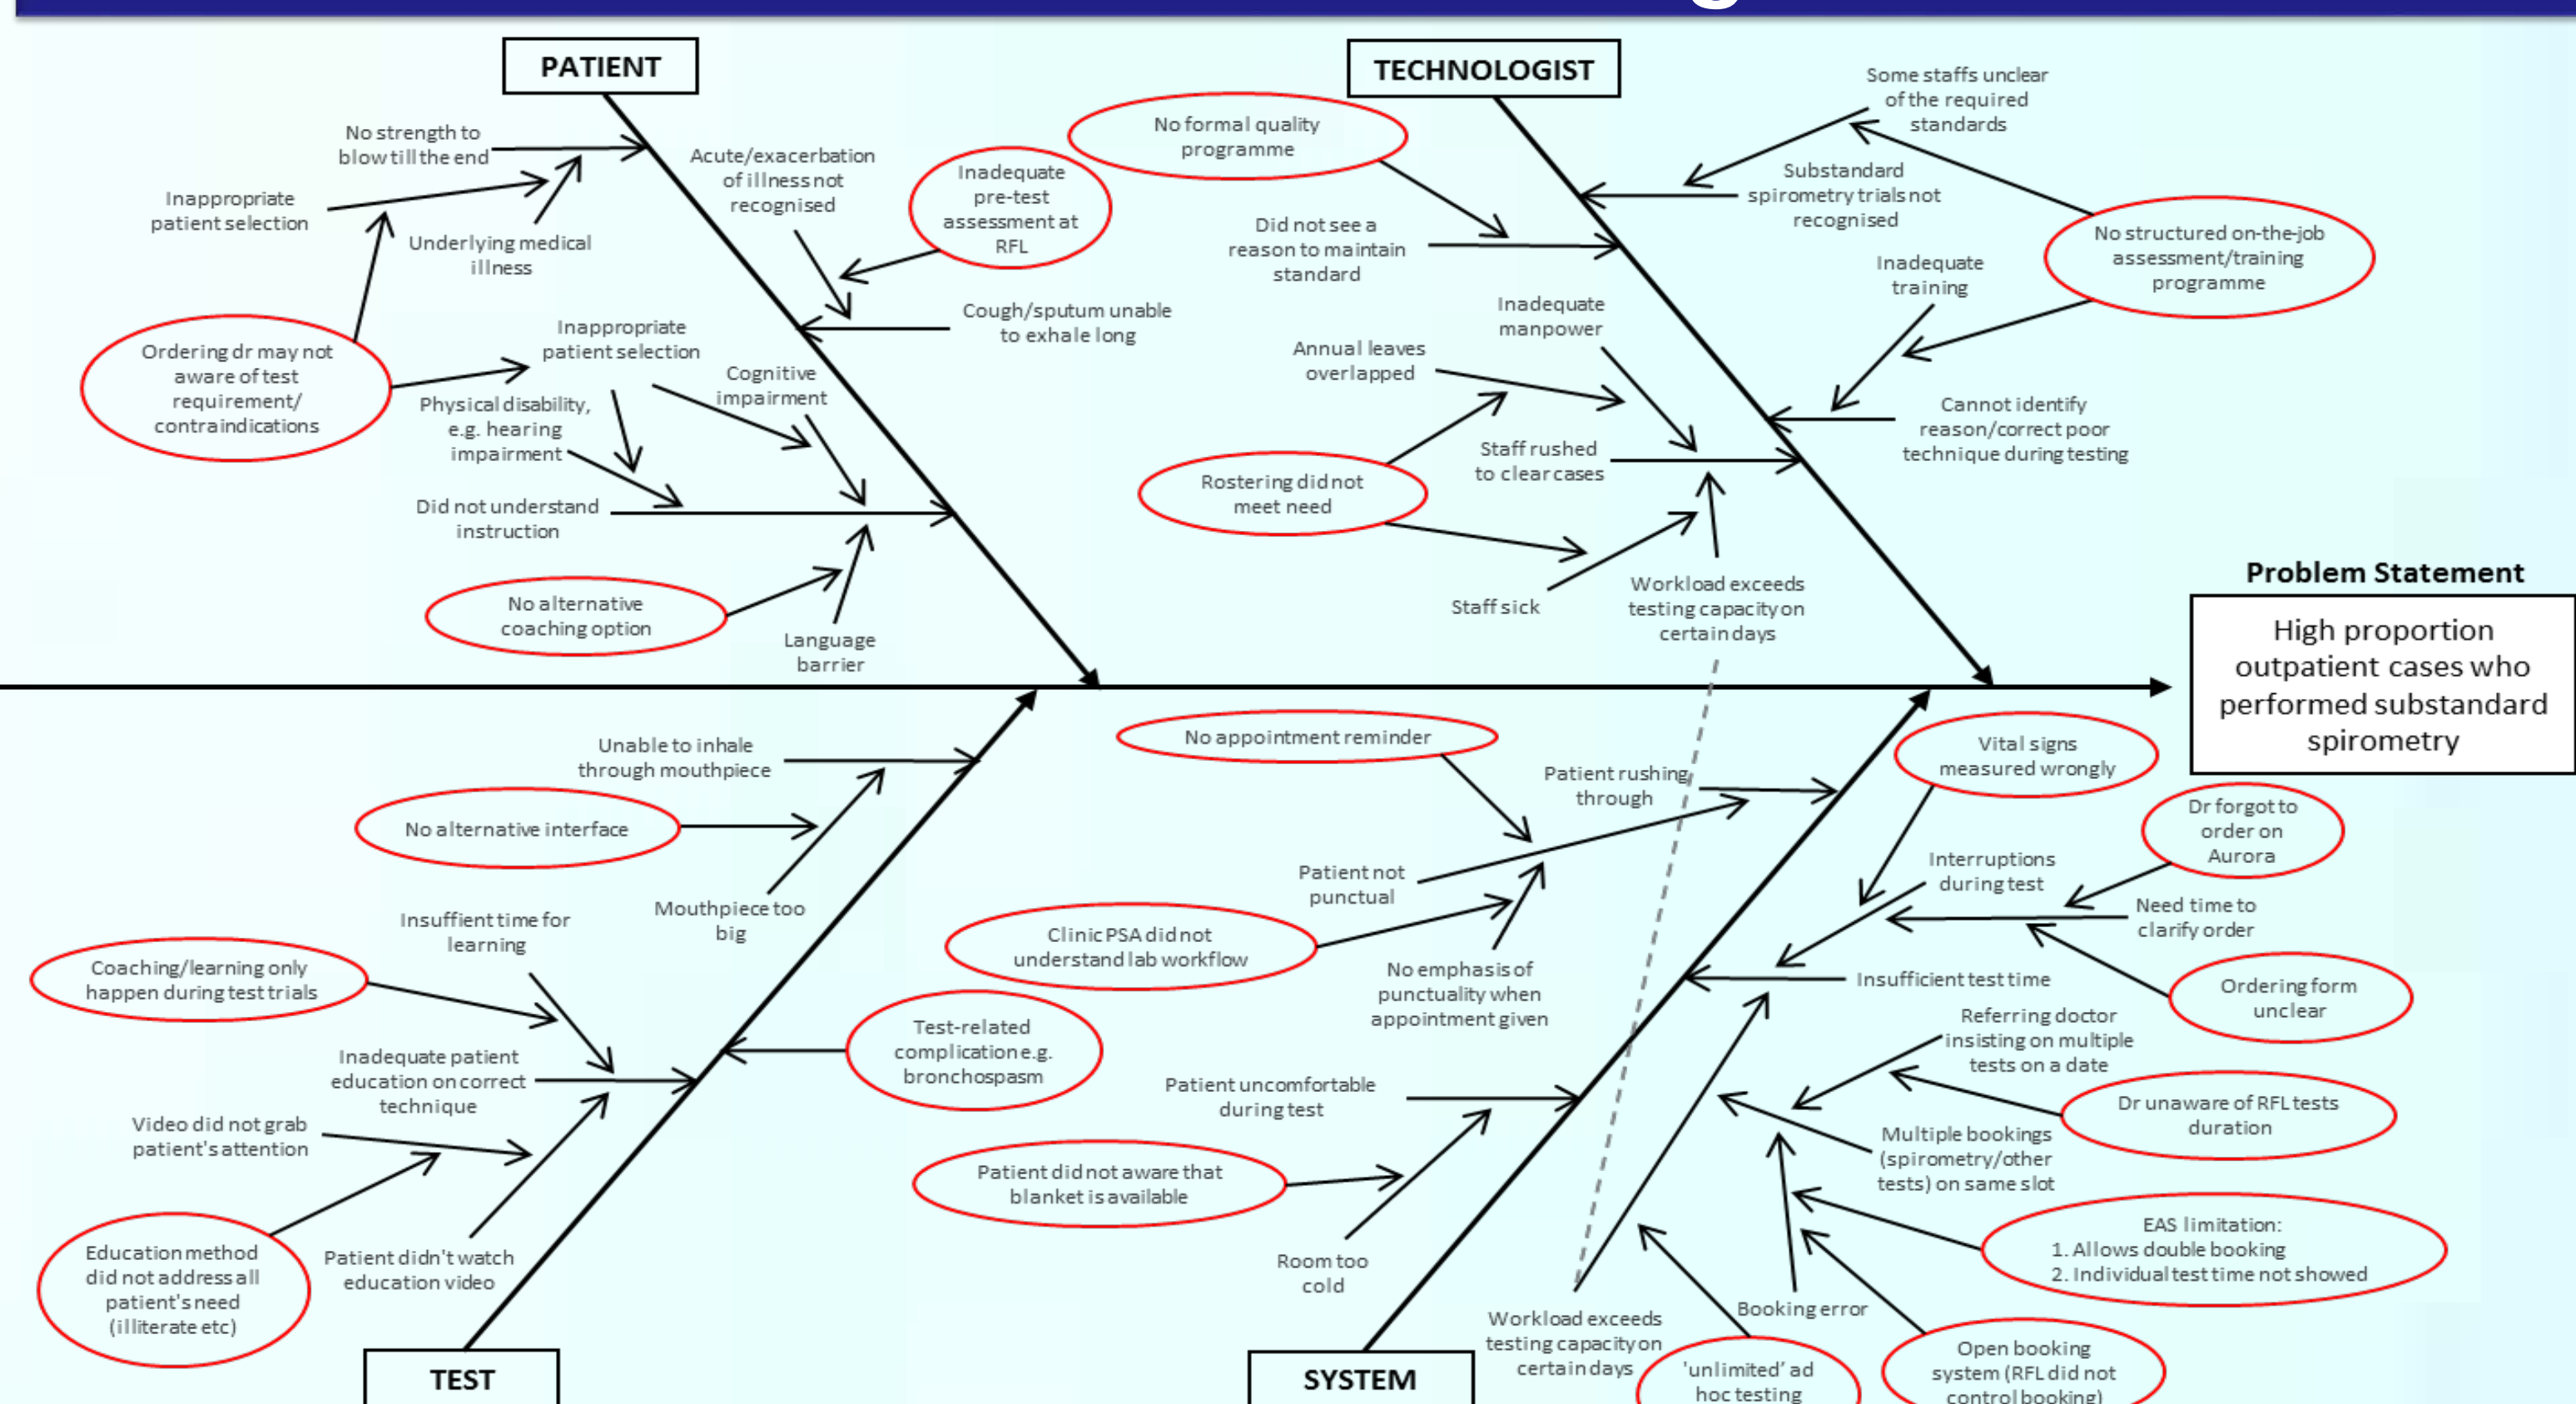 PATIENT
No strength to
blow till the end
Inappropriate
patient selection
Underlying medical
illness
Acute/exacerbation
of illness not
recognised
Inadequate
pre-test
assessment at
RFL
Cough/sputum unable
to exhale long
Ordering dr may not
aware of test
requirement/
contraindications
Inappropriate
patient selection
Cognitive
impairment
Physical disability,
e.g. hearing
impairment
Did not understand
instruction
No alternative
coaching option
Language
barrier
TECHNOLOGIST
No formal quality
programme
Did not see a
reason to maintain
standard
Some staffs unclear
of the required
standards
Substandard
spirometry trials not
recognised
No structured on-the-job
assessment/training
programme
Inadequate
training
Inadequate
manpower
Annual leaves
overlapped
Cannot identify
reason/correct poor
technique during testing
Staff rushed
to clear cases
Rostering did not
meet need
Staff sick
Workload exceeds
testing capacity on
certain days
Problem Statement
High proportion
outpatient cases who
performed substandard
spirometry
Unable to inhale
through mouthpiece
No alternative interface
Mouthpiece too
big
Insuffient time for
learning
Coaching/learning only
happen during test trials
Test-related
complication e.g.
bronchospasm
Inadequate patient
education on correct
technique
Video did not grab
patient's attention
Education method
did not address all
patient's need
(illiterate etc)
Patient didn't watch
education video
TEST
No appointment reminder
Patient rushing
through
Patient not
punctual
Clinic PSA did not
understand lab workflow
No emphasis of
punctuality when
appointment given
Patient uncomfortable
during test
Patient did not aware that
blanket is available
Room too
cold
Vital signs
measured wrongly
Dr forgot to
order on
Aurora
Interruptions
during test
Need time to
clarify order
Ordering form
unclear
Insufficient test time
Referring doctor
insisting on multiple
tests on a date
Dr unaware of RFL tests
duration
Multiple bookings
(spirometry/other
tests) on same slot
EAS limitation:
1. Allows double booking
2. Individual test time not showed
Booking error
Open booking
system (RFL did not
control booking)
Workload exceeds
testing capacity on
certain days
'unlimited' ad
hoc testing
SYSTEM